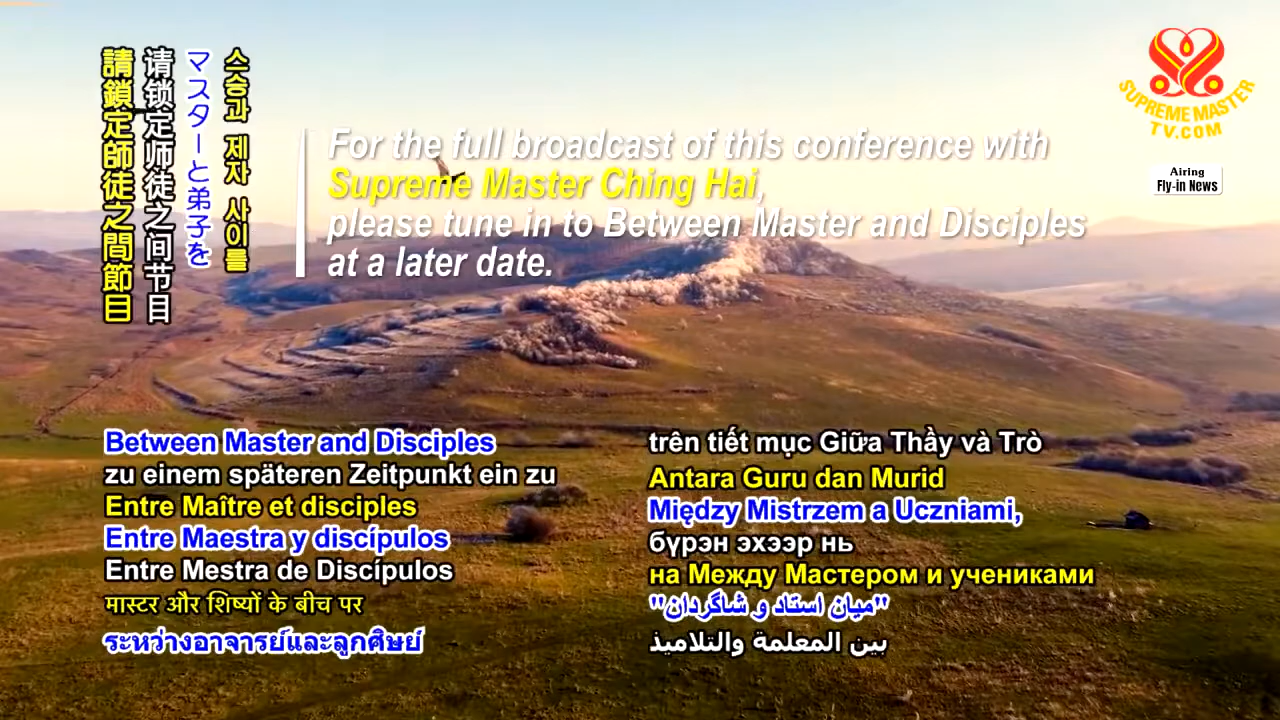 請鎖定師徒之間節目
请锁定师徒之间节目
マスターと弟子を
스승과 제자 사이를
For the full broadcast of this conference with
Supreme Master Ching Hai,
please tune in to Between Master and Disciples
at a later date.
SUPREME MASTER
TV.COM
Airing
Fly-in News
Between Master and Disciples
zu einem späteren Zeitpunkt ein zu
Entre Maître et disciples
Entre Maestra y discípulos
Entre Mestra de Discípulos
मास्टर और शिष्यों के बीच पर
ระหว่างอาจารย์และลูกศิษย์
trên tiết mục Giữa Thầy và Trò
Antara Guru dan Murid
Między Mistrzem a Uczniami,
бүрэн эхээр нь
на Между Мастером и учениками
"میان استاد و شاگردان"
بين المعلمة والتلاميذ